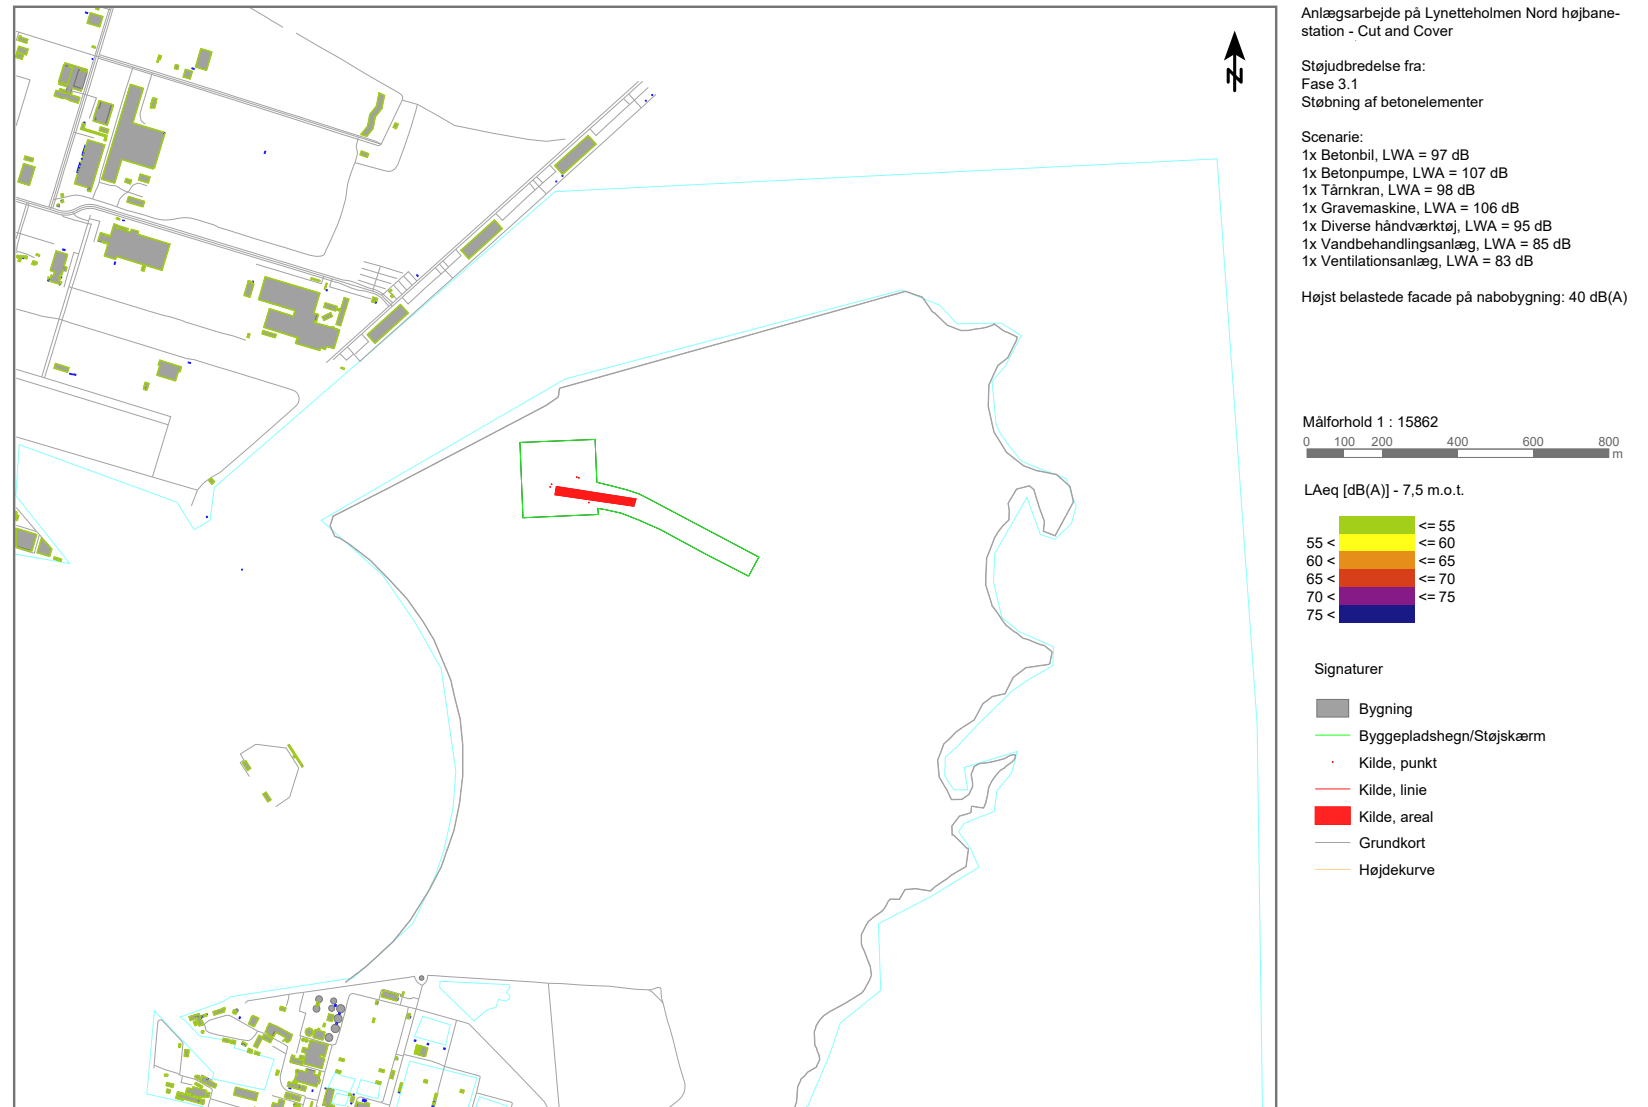 Anlægsarbejde på Lynetteholmen Nord højbane-
station - Cut and Cover
Støjudbredelse fra:
Fase 3.1
Støbning af betonelementer
Scenarie:
1x Betonbil, LWA = 97 dB
1x Betonpumpe, LWA = 107 dB
1x Tårnkran, LWA = 98 dB
1x Gravemaskine, LWA = 106 dB
1x Diverse håndværktøj, LWA = 95 dB
1x Vandbehandlingsanlæg, LWA = 85 dB
1x Ventilationsanlæg, LWA = 83 dB
Højst belastede facade på nabobygning: 40 dB(A)
N
Målforhold 1 : 15862
0 100 200 400 600 800
m
LAeq [dB(A)] - 7,5 m.o.t.
<= 55
55 < <= 60
60 < <= 65
65 < <= 70
70 < <= 75
75 <
Signaturer
Bygning
Byggepladshegn/Støjskærm
Kilde, punkt
Kilde, linie
Kilde, areal
Grundkort
Højdekurve